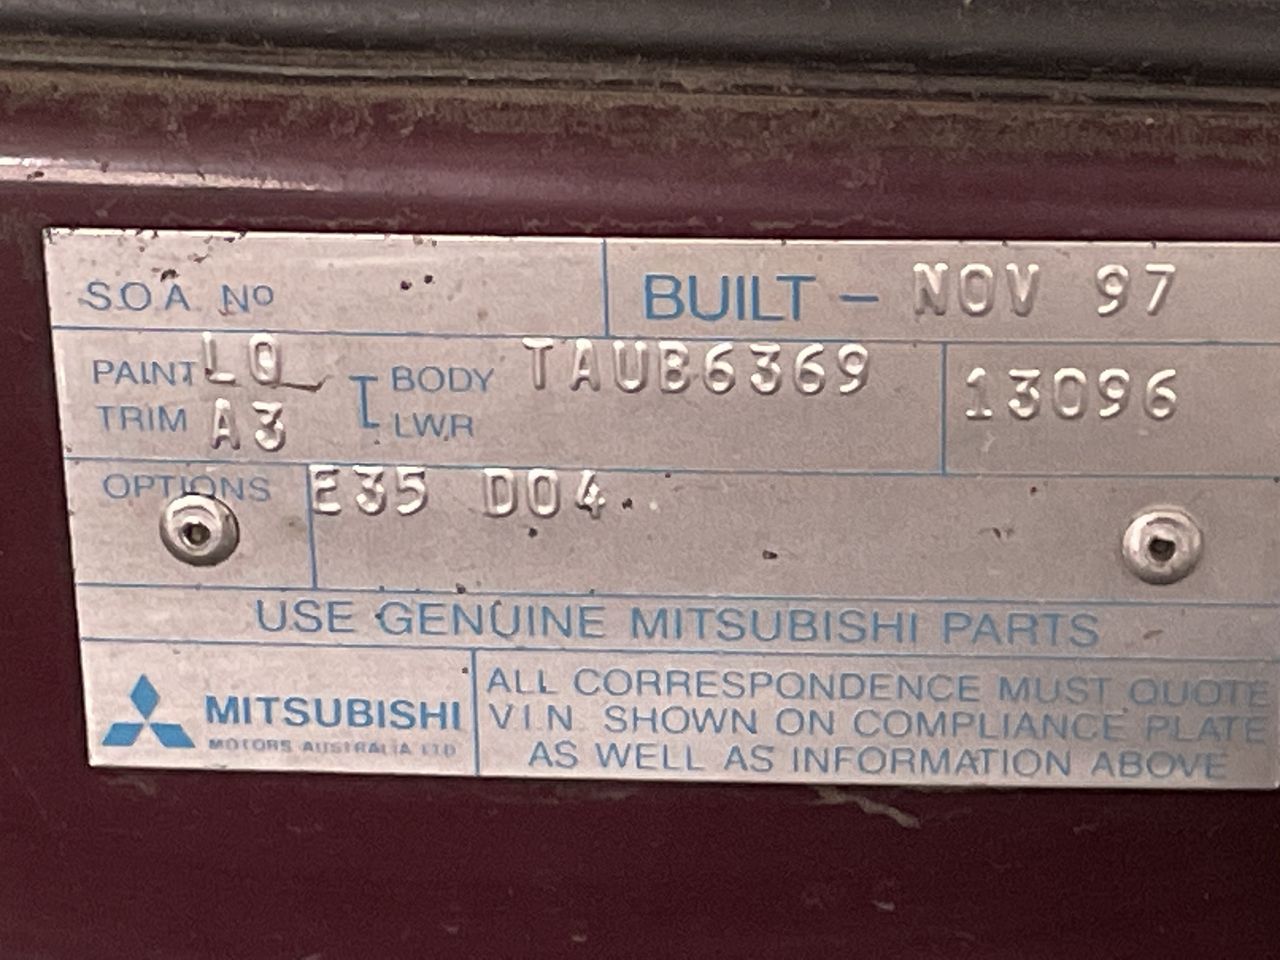 S.O.A. No
BUILT - NOV 97
PAINT LQ
BODY TAUB6369
13096
TRIM A3
LWR
OPTIONS E35 D04
USE GENUINE MITSUBISHI PARTS
MITSUBISHI
MOTORS AUSTRALIA LTD
ALL CORRESPONDENCE MUST QUOTE
V.I.N. SHOWN ON COMPLIANCE PLATE
AS WELL AS INFORMATION ABOVE